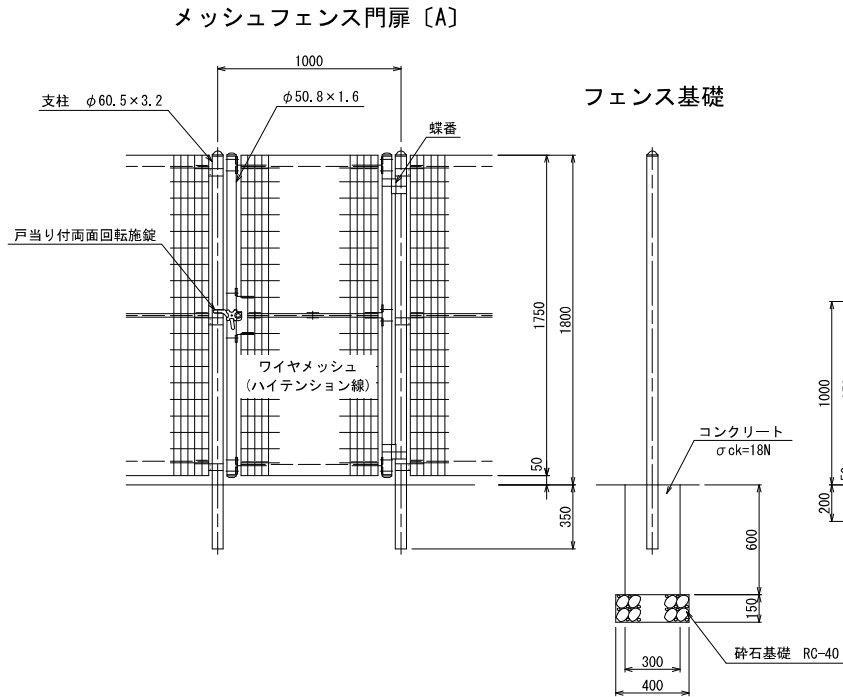 メッシュフェンス門扉〔A〕
1000
支柱 φ60.5×3.2
φ50.8×1.6
フェンス基礎
蝶番
戸当り付両面回転施錠
ワイヤメッシュ
(ハイテンション線)
1750
1800
50
350
コンクリート
σck=18N
600
150
300
400
砕石基礎 RC-40
1000
200